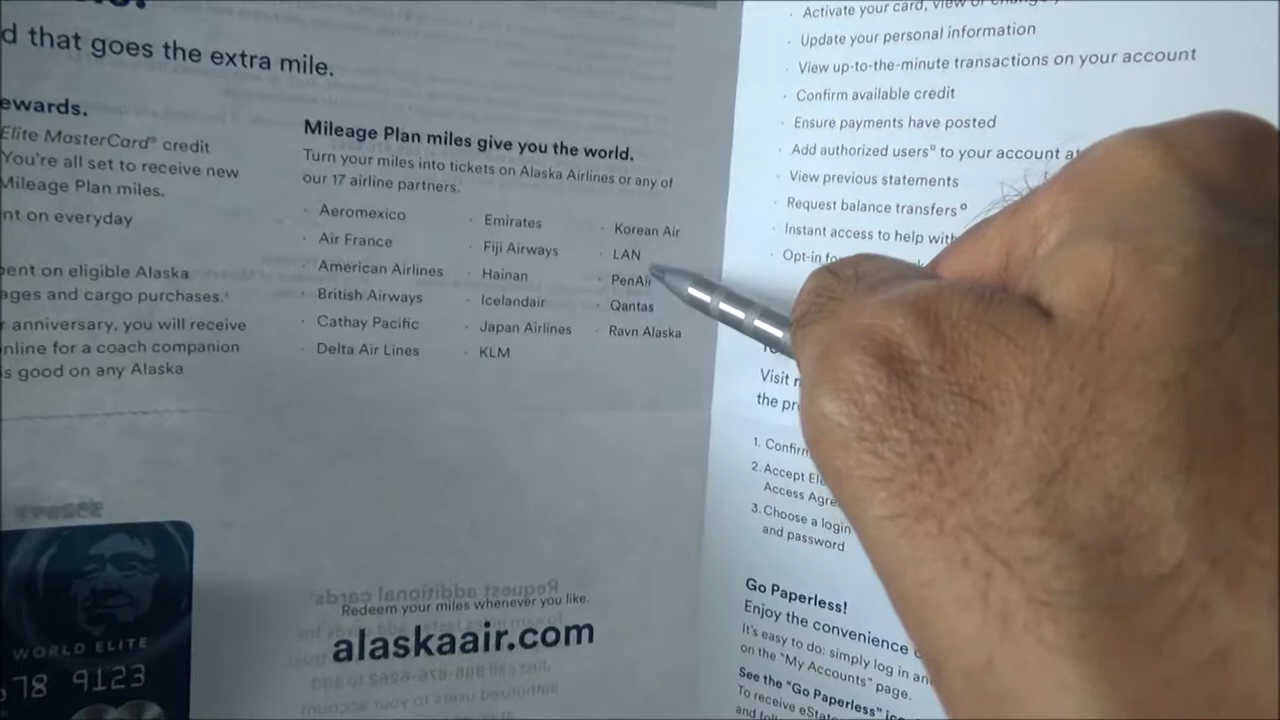 d that goes the extra mile.
ewards.
Elite MasterCard® credit
You're all set to receive new
Mileage Plan miles.
nt on everyday
pent on eligible Alaska
ages and cargo purchases.
r anniversary, you will receive
nline for a coach companion
is good on any Alaska
WORLD ELITE
78 9123
Mileage Plan miles give you the world.
Turn your miles into tickets on Alaska Airlines or any of
our 17 airline partners.
· Aeromexico
· Air France
· American Airlines
· British Airways
· Cathay Pacific
· Delta Air Lines
· Emirates
· Fiji Airways
· Hainan
· Icelandair
· Japan Airlines
· KLM
· Korean Air
· LAN
· PenAir
· Qantas
· Ravn Alaska
Request additional cards
Redeem your miles whenever you like.
alaskaair.com
· Activate your card, view or
· Update your personal information
· View up-to-the-minute transactions on your account
· Confirm available credit
· Ensure payments have posted
· Add authorized users to your account at
· View previous statements
· Request balance transfers
· Instant access to help with
· Opt-in fo
Visit
the pr
1. Confirm
2. Accept El
Access Agre
3. Choose a login
and password
Go Paperless!
Enjoy the convenience
It's easy to do: simply log in an
on the "My Accounts" page.
See the "Go Paperless" ico
To receive eState
and foll